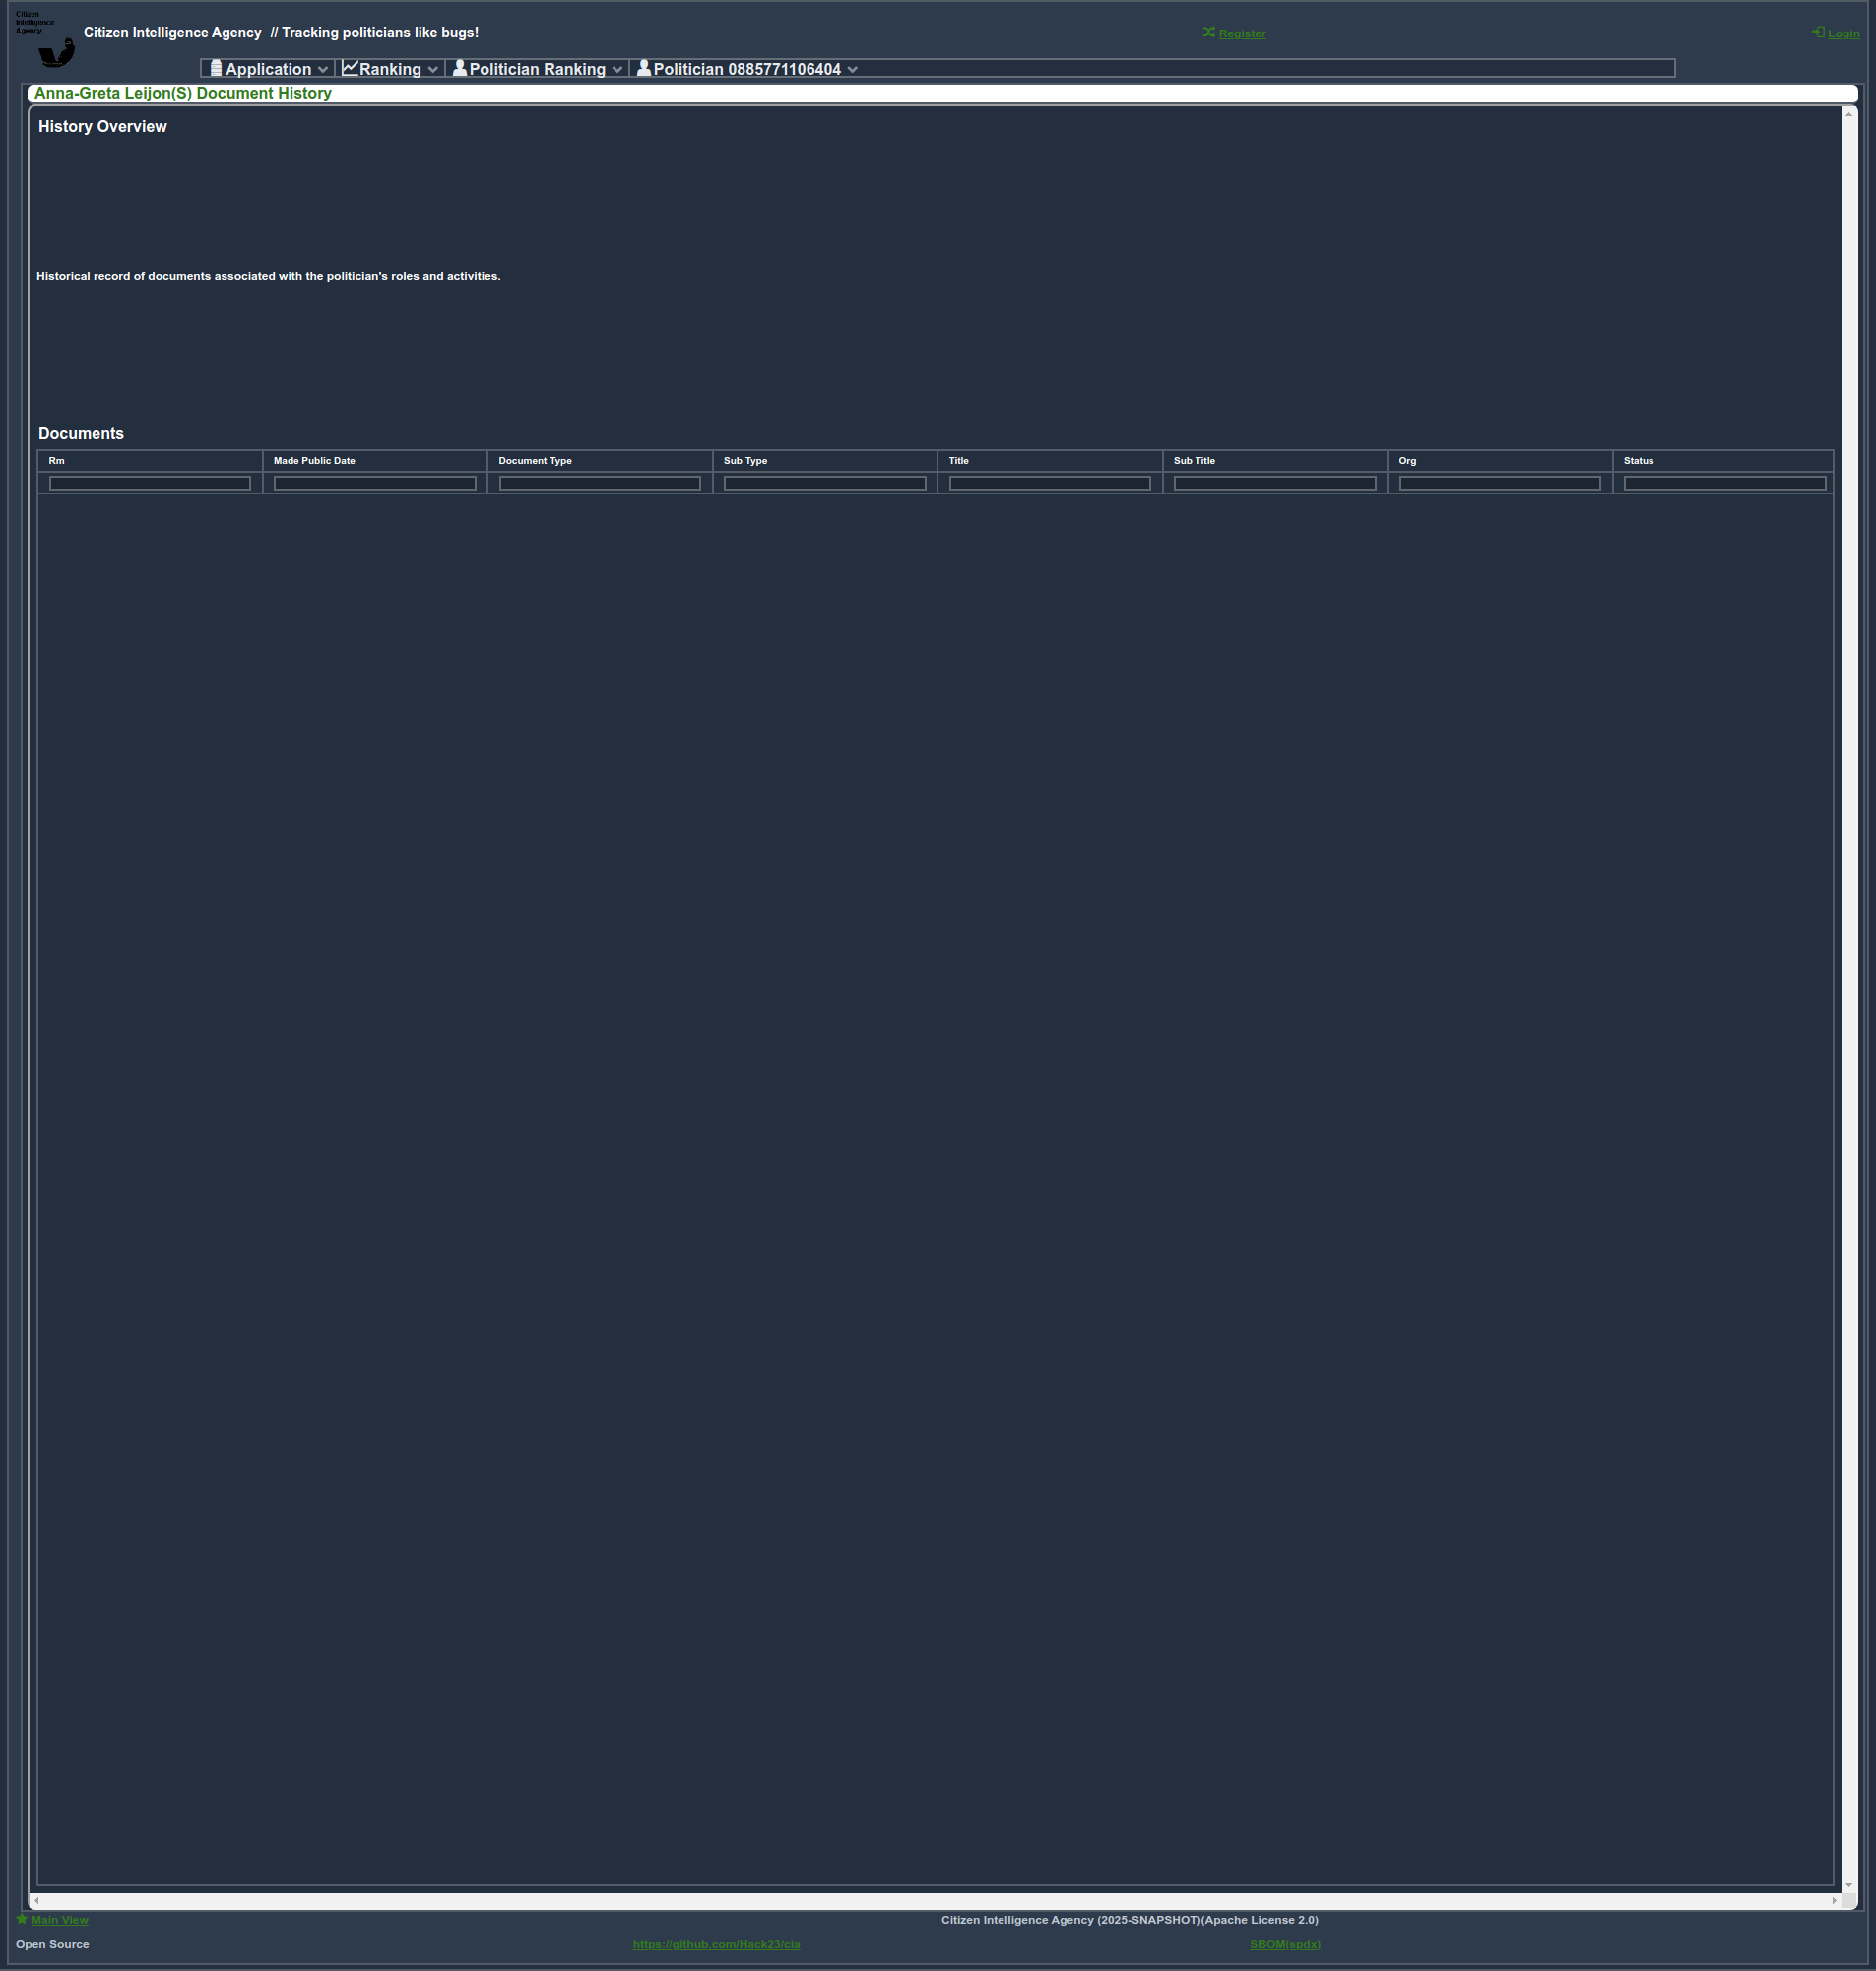 Citizen
Intelligence
Agency
Citizen Intelligence Agency // Tracking politicians like bugs!
Register
Login
Application
Ranking
Politician Ranking
Politician 0885771106404
Anna-Greta Leijon(S) Document History
History Overview
Historical record of documents associated with the politician's roles and activities.
Documents
Rm
Made Public Date
Document Type
Sub Type
Title
Sub Title
Org
Status
Main View
Citizen Intelligence Agency (2025-SNAPSHOT)(Apache License 2.0)
Open Source
https://github.com/Hack23/cia
SBOM(spdx)